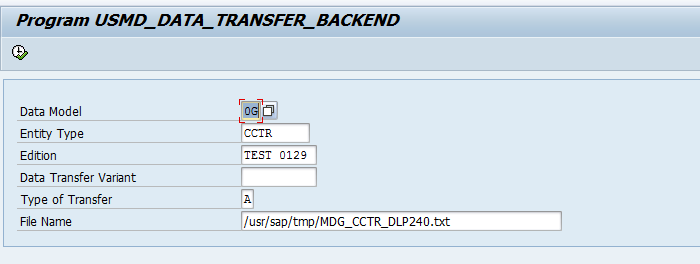 Program USMD_DATA_TRANSFER_BACKEND
Data Model 0G
Entity Type CCTR
Edition TEST 0129
Data Transfer Variant
Type of Transfer A
File Name /usr/sap/tmp/MDG_CCTR_DLP240.txt